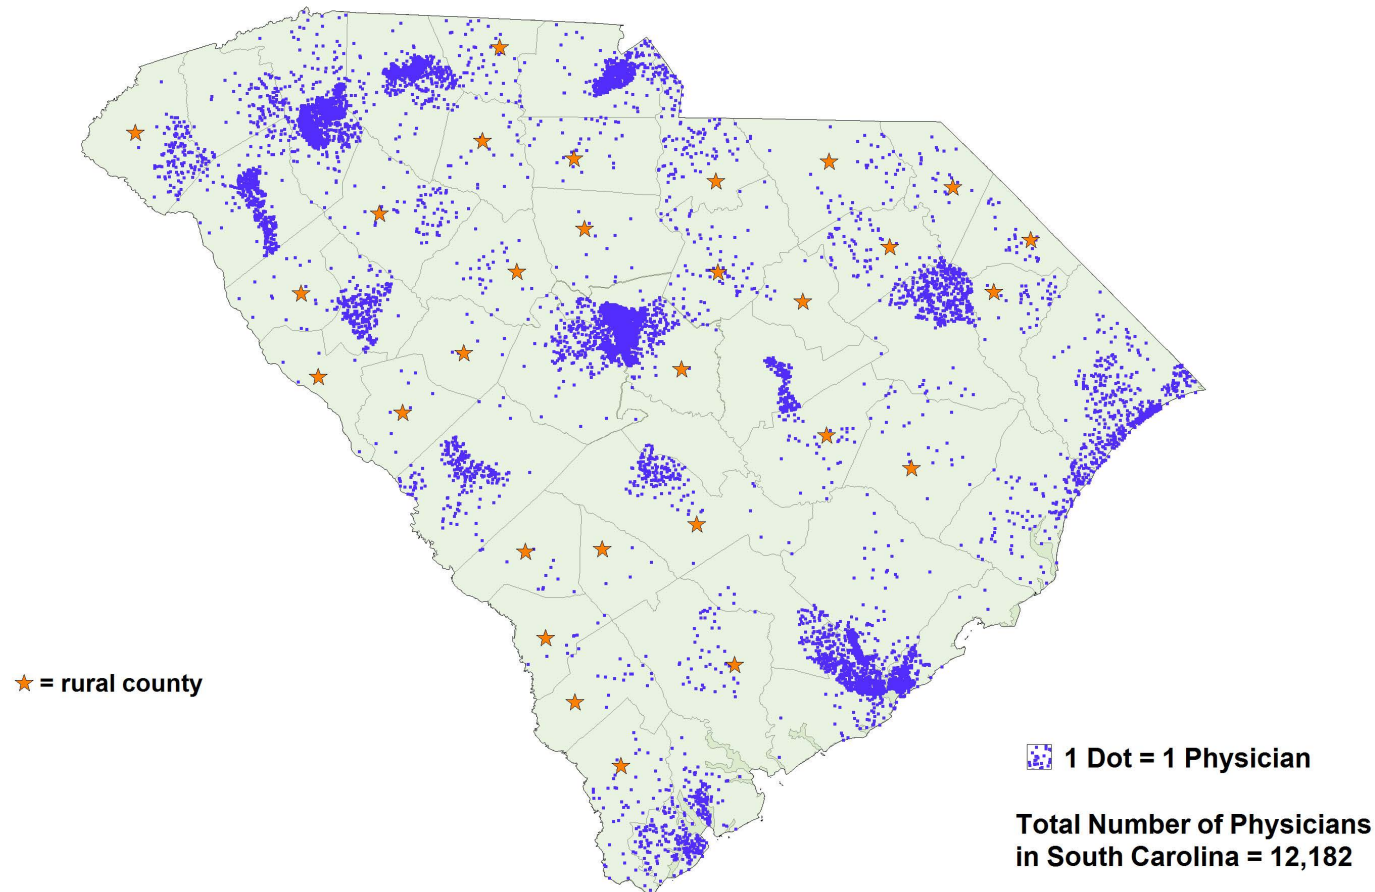 = rural county
1 Dot = 1 Physician
Total Number of Physicians
in South Carolina = 12,182